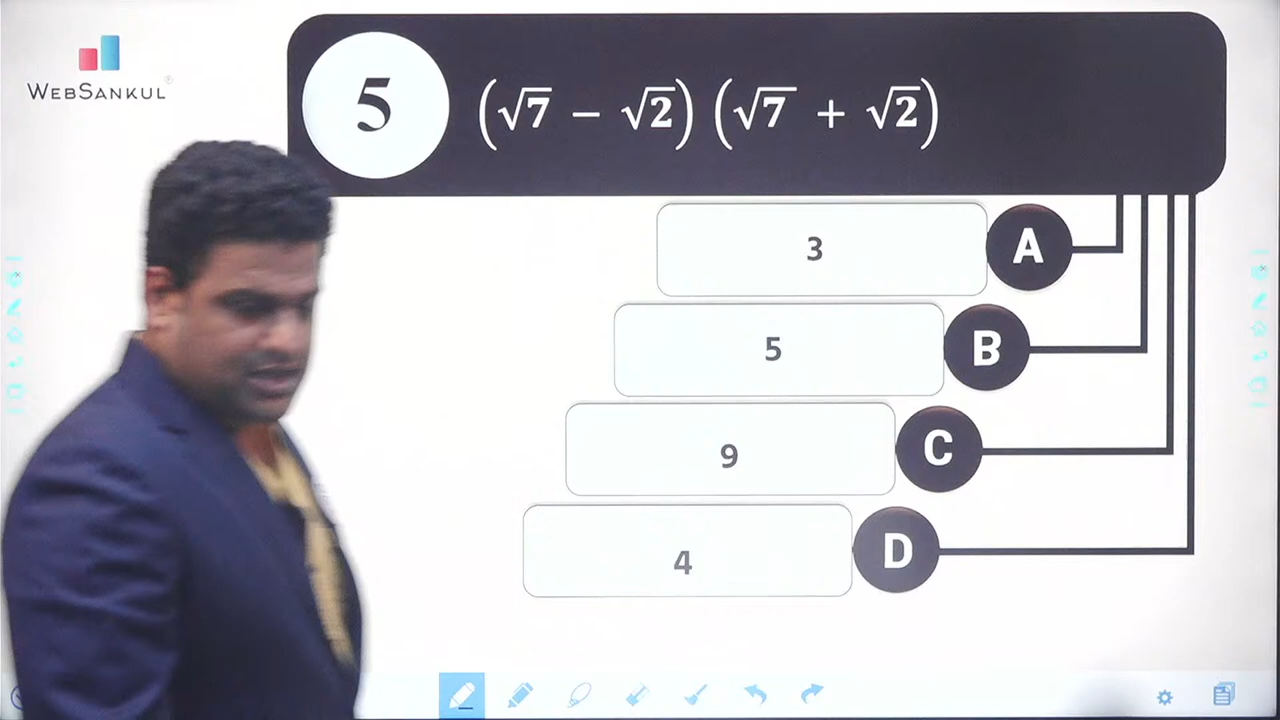 WEBSANKUL®
5 (√7 − √2) (√7 + √2)
3 A
5 B
9 C
4 D